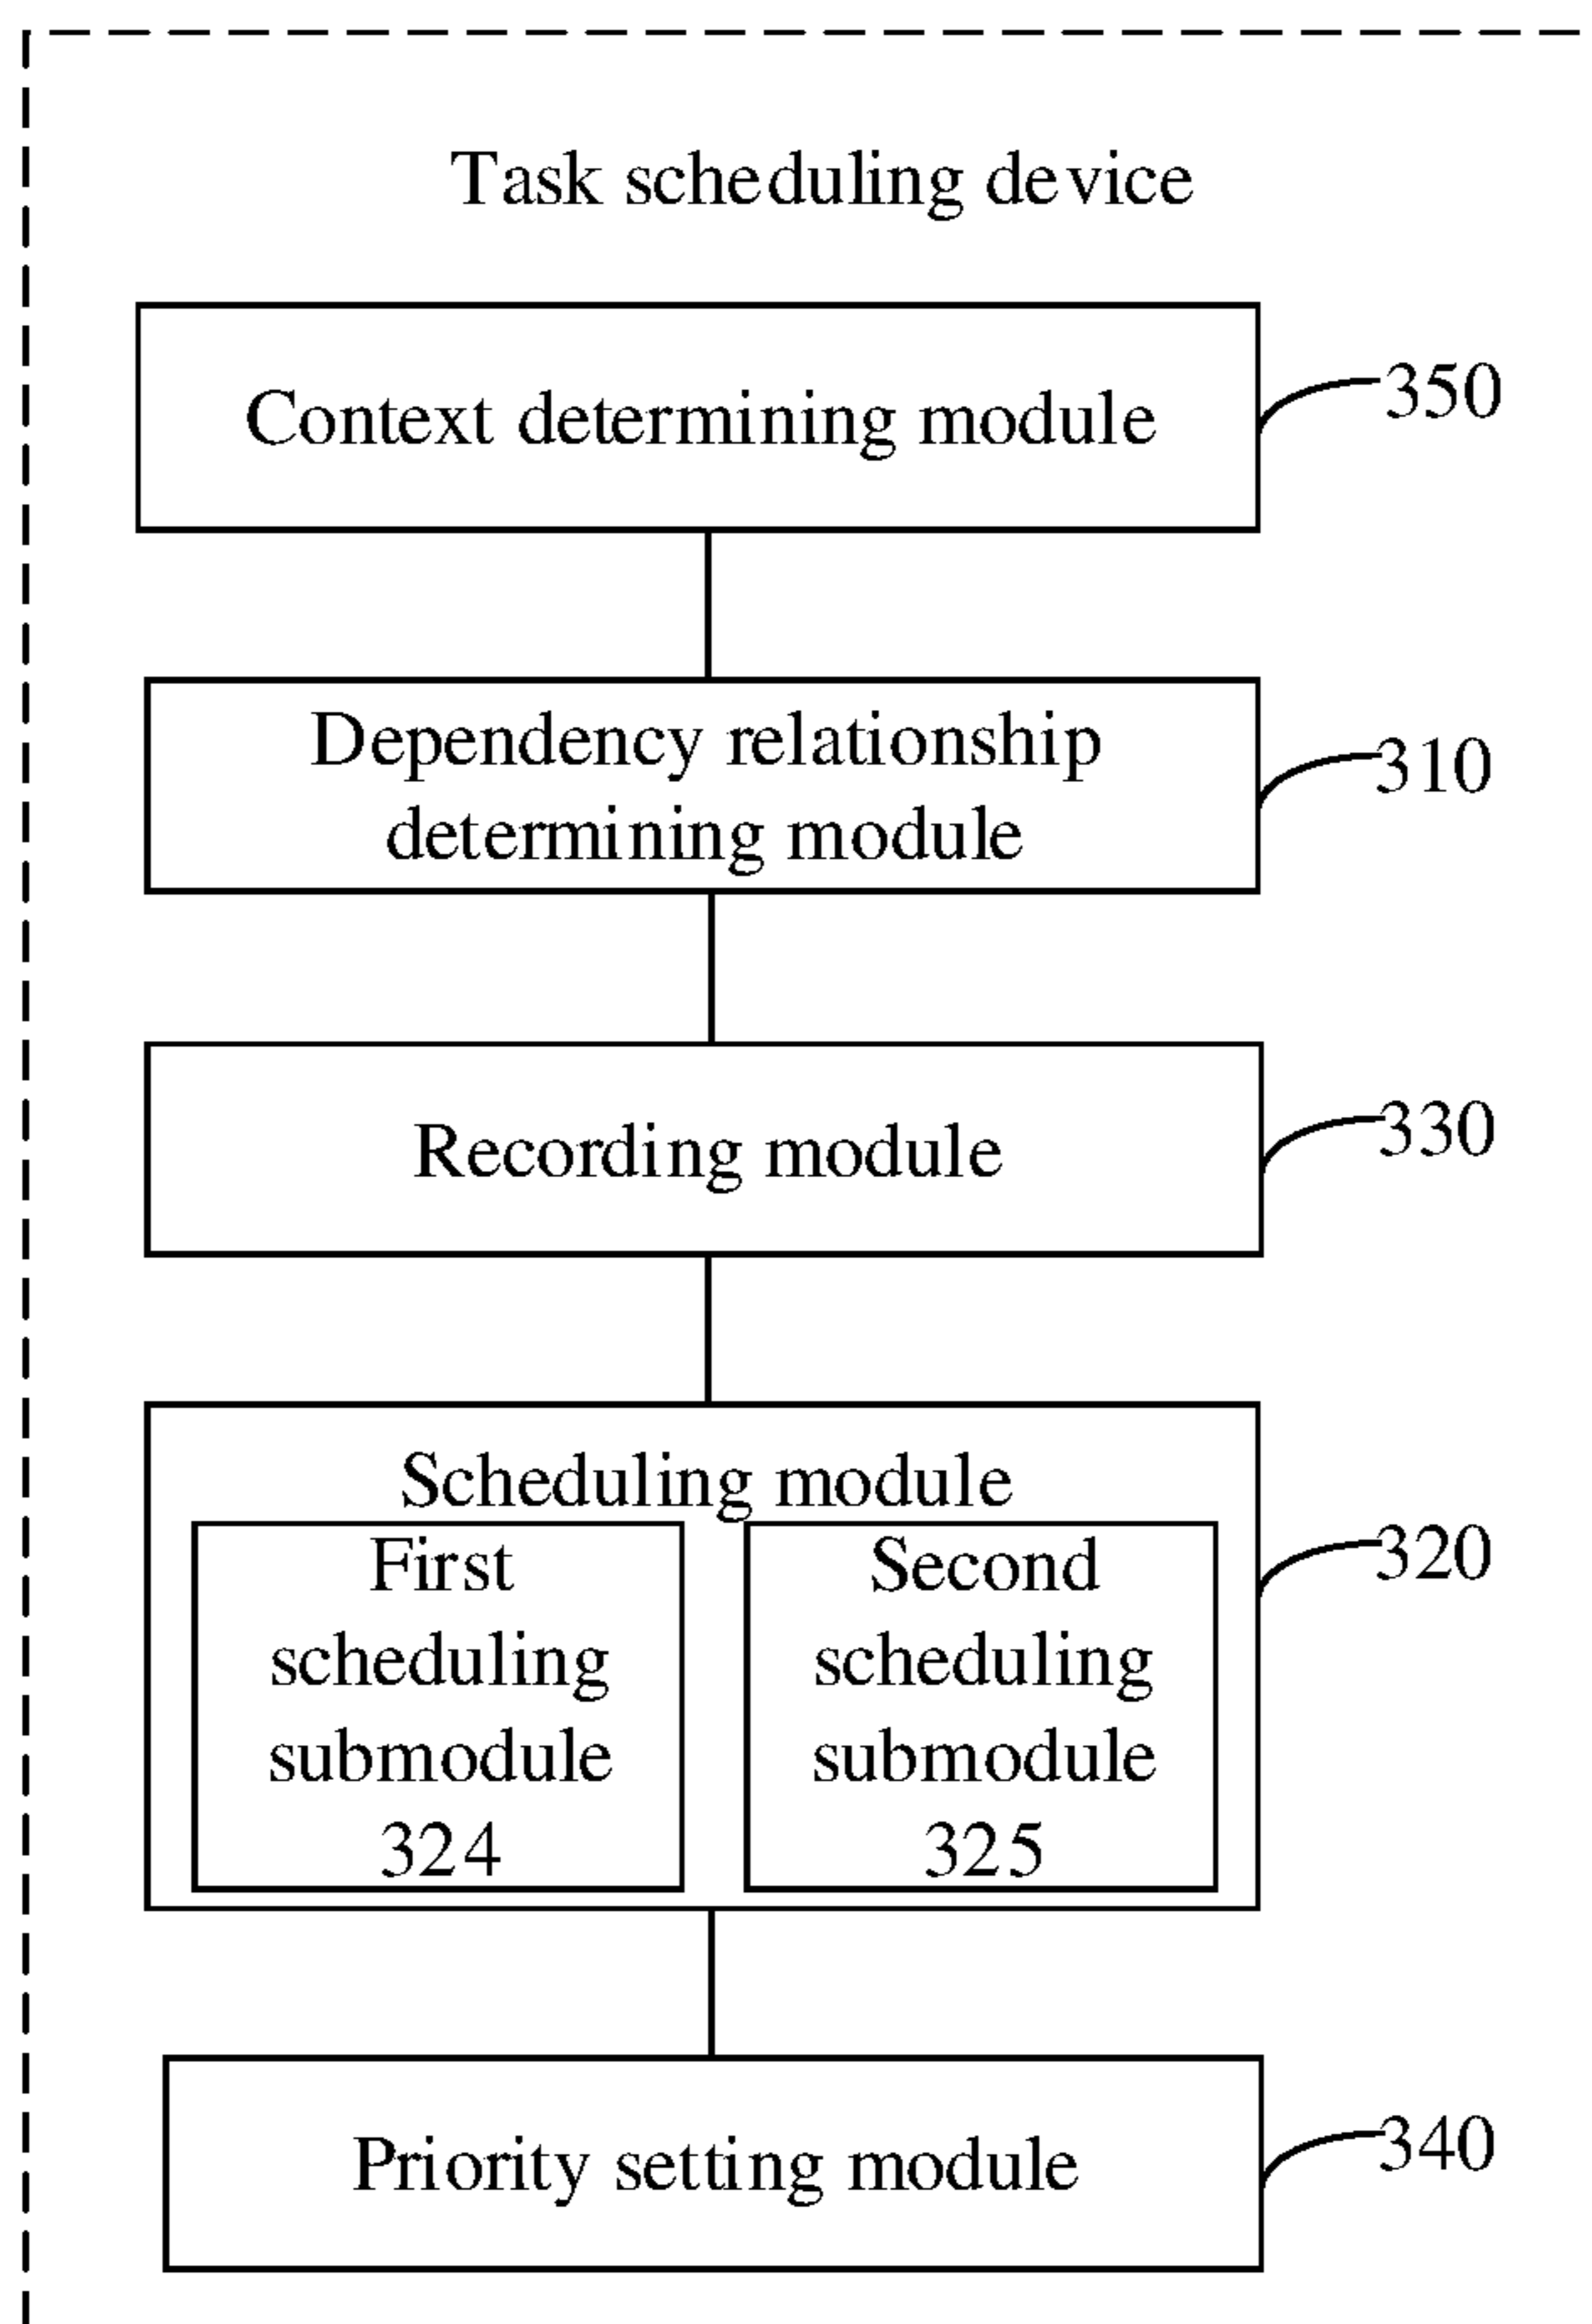 Task scheduling device
Context determining module
350
Dependency relationship
determining module
310
Recording module
330
Scheduling module
320
First
scheduling
submodule
324
Second
scheduling
submodule
325
Priority setting module
340